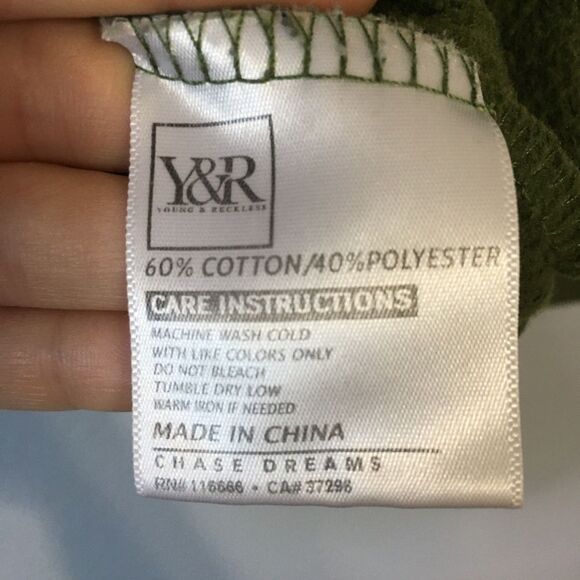 Y&R
YOUNG & RECKLESS
60% COTTON/40%POLYESTER
CARE INSTRUCTIONS
MACHINE WASH COLD
WITH LIKE COLORS ONLY
DO NOT BLEACH
TUMBLE DRY LOW
WARM IRON IF NEEDED
MADE IN CHINA
CHASE DREAMS
RN# 116666 • CA# 37296